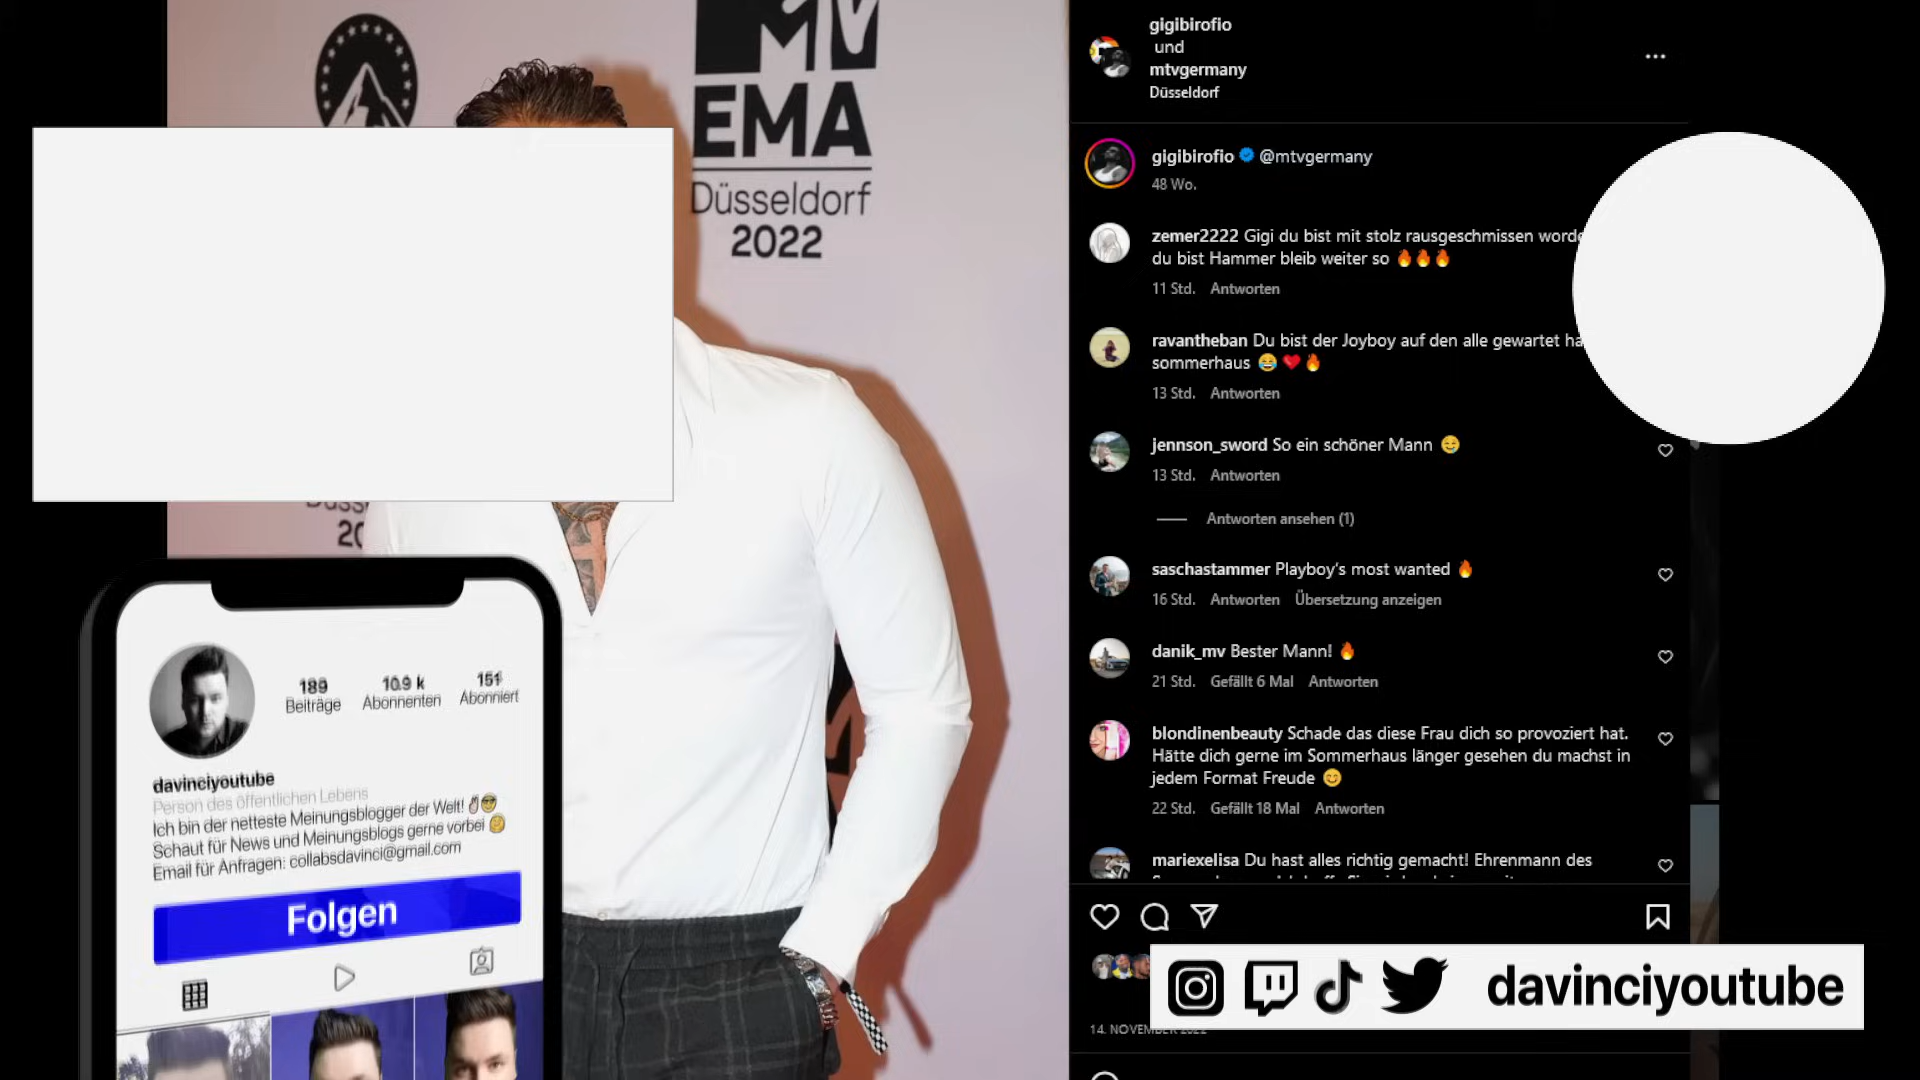 MTV
EMA
Düsseldorf
2022
20
gigibirofio
und
mtvgermany
Düsseldorf
gigibirofio @mtvgermany
48 Wo.
zemer2222 Gigi du bist mit stolz rausgeschmissen worde
du bist Hammer bleib weiter so 🔥🔥🔥
11 Std. Antworten
ravantheban Du bist der Joyboy auf den alle gewartet ha
sommerhaus 😂❤️🔥
13 Std. Antworten
jennson_sword So ein schöner Mann 😂
13 Std. Antworten
Antworten ansehen (1)
saschastammer Playboy's most wanted 🔥
16 Std. Antworten Übersetzung anzeigen
danik_mv Bester Mann! 🔥
21 Std. Gefällt 6 Mal Antworten
blondinenbeauty Schade das diese Frau dich so provoziert hat.
Hätte dich gerne im Sommerhaus länger gesehen du machst in
jedem Format Freude 😊
22 Std. Gefällt 18 Mal Antworten
mariexelisa Du hast alles richtig gemacht! Ehrenmann des
14. NOVEMBER 2022
davinciyoutube
189 10.9 k 151
Beiträge Abonnenten Abonniert
davinciyoutube
Person des öffentlichen Lebens
Ich bin der netteste Meinungsblogger der Welt! ✌🏻😎
Schaut für News und Meinungsblogs gerne vorbei 🤗
Email für Anfragen: collabsdavinci@gmail.com
Folgen